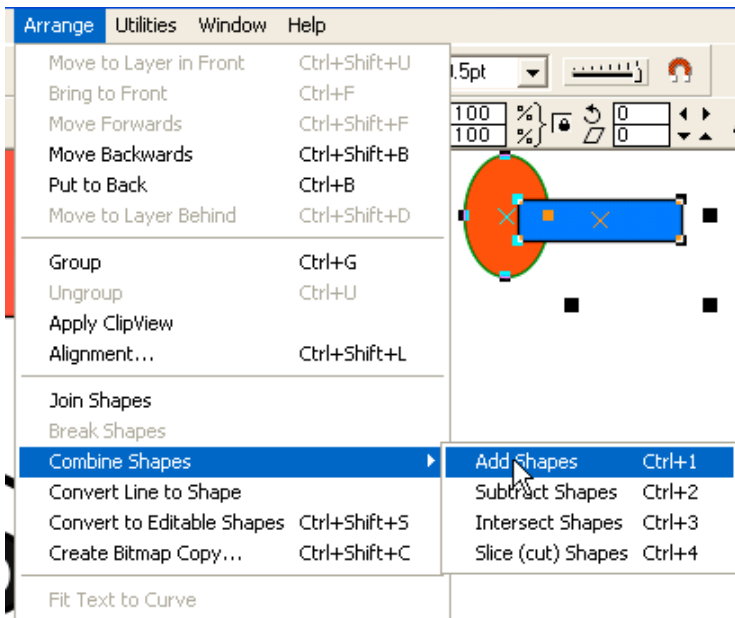 Arrange Utilities Window Help
Move to Layer in Front Ctrl+Shift+U
Bring to Front Ctrl+F
Move Forwards Ctrl+Shift+F
Move Backwards Ctrl+Shift+B
Put to Back Ctrl+B
Move to Layer Behind Ctrl+Shift+D
Group Ctrl+G
Ungroup Ctrl+U
Apply ClipView
Alignment... Ctrl+Shift+L
Join Shapes
Break Shapes
Combine Shapes
Convert Line to Shape
Convert to Editable Shapes Ctrl+Shift+S
Create Bitmap Copy... Ctrl+Shift+C
Fit Text to Curve
.5pt
100 % 0
100 % 0
Add Shapes Ctrl+1
Subtract Shapes Ctrl+2
Intersect Shapes Ctrl+3
Slice (cut) Shapes Ctrl+4